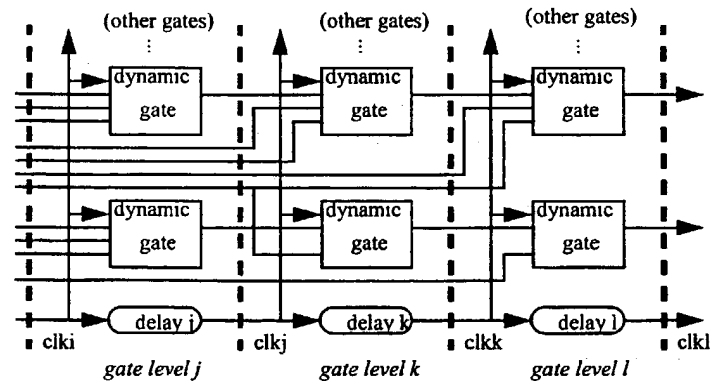 (other gates) (other gates) (other gates)
dynamic dynamic dynamic
gate gate gate
dynamic dynamic dynamic
gate gate gate
delay j delay k delay l
clki clkj clkk clkl
gate level j gate level k gate level l